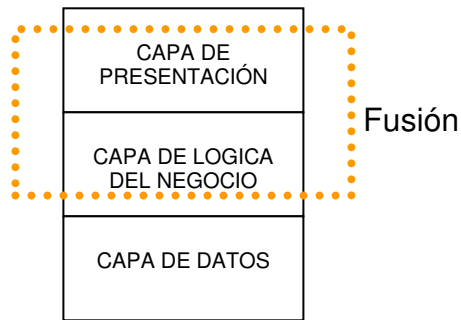 CAPA DE
PRESENTACIÓN
Fusión
CAPA DE LOGICA
DEL NEGOCIO
CAPA DE DATOS